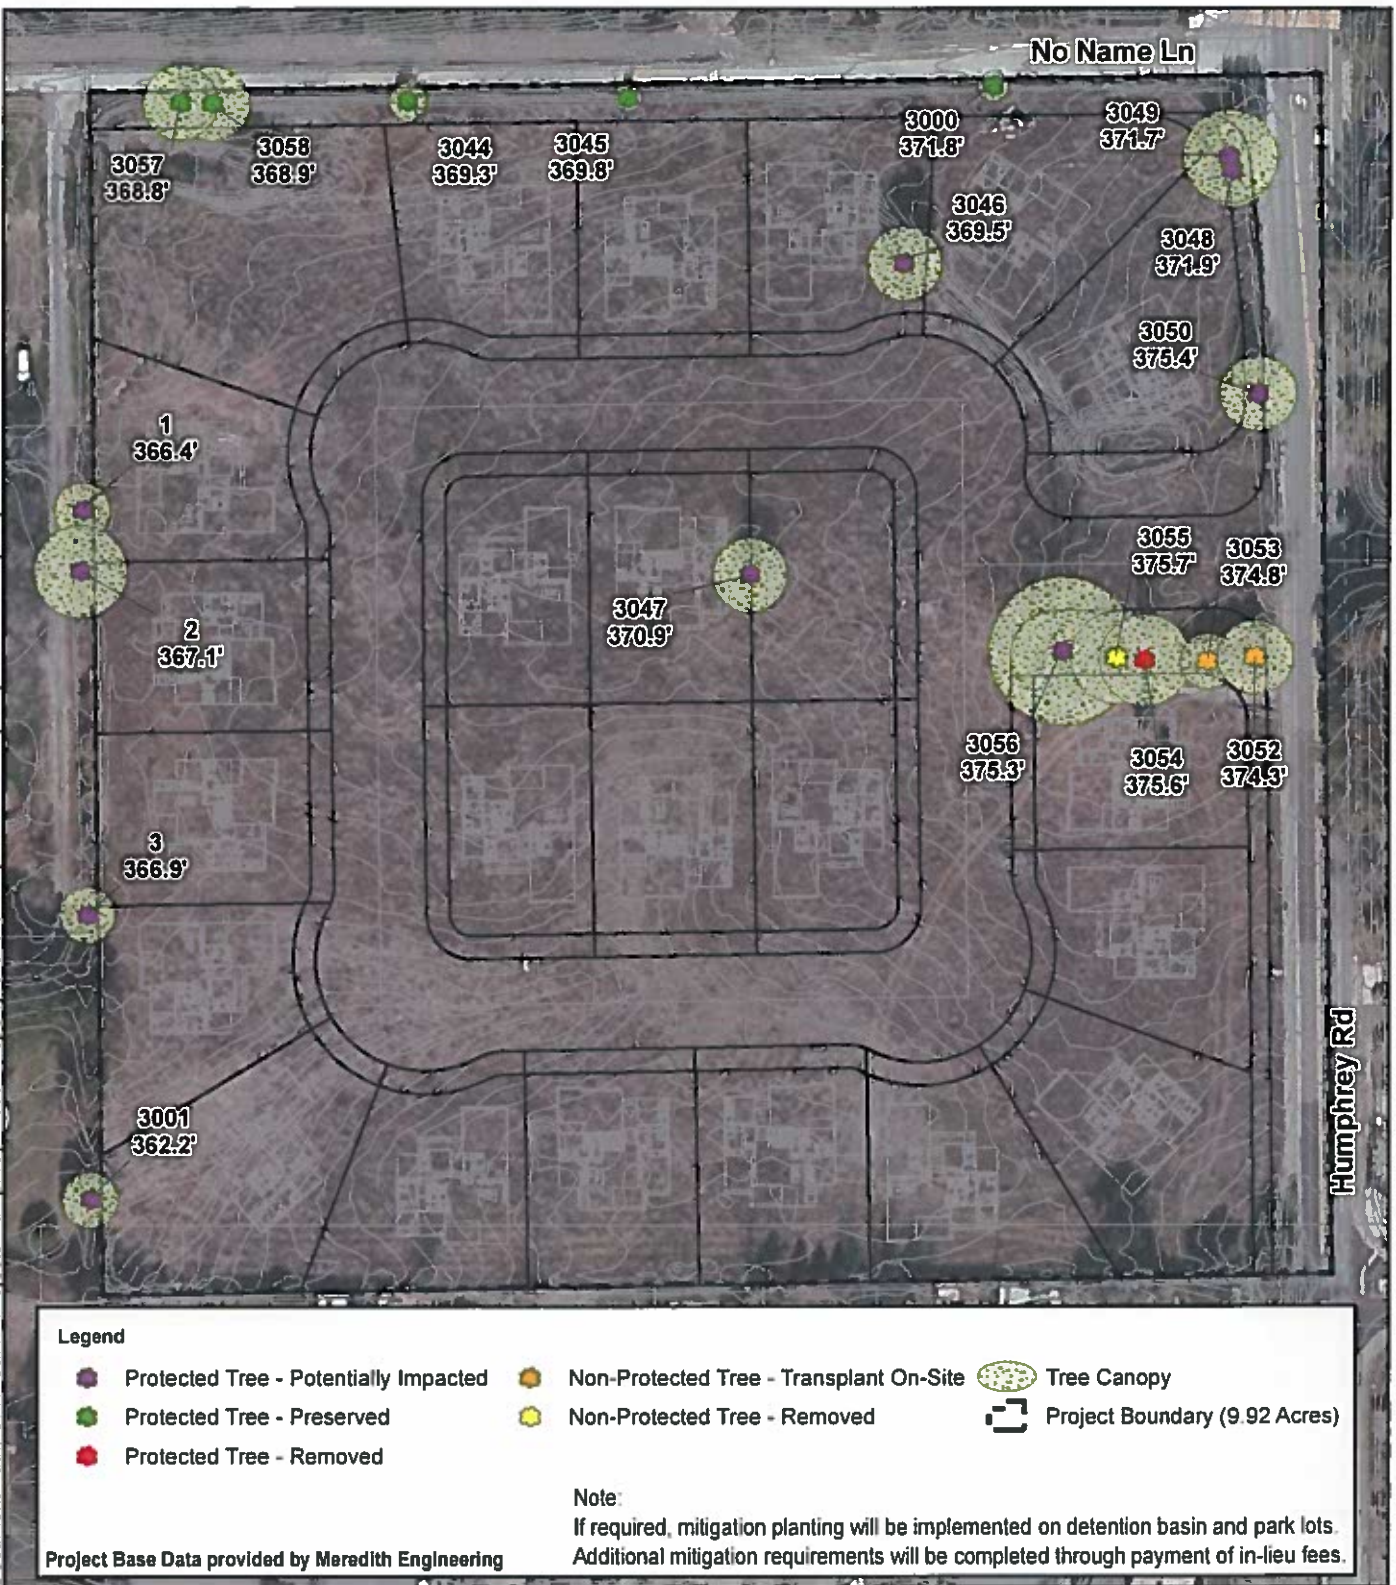 No Name Ln
3057
368.8'
3058
368.9'
3044
369.3'
3045
369.8'
3000
371.8'
3049
371.7'
3046
369.5'
3048
371.9'
3050
375.4'
1
366.4'
2
367.1'
3
366.9'
3047
370.9'
3055
375.7'
3053
374.8'
3056
375.3'
3054
375.6'
3052
374.3'
3001
362.2'
Humphrey Rd
Legend
Protected Tree - Potentially Impacted
Protected Tree - Preserved
Protected Tree - Removed
Non-Protected Tree - Transplant On-Site
Non-Protected Tree - Removed
Tree Canopy
Project Boundary (9.92 Acres)
Note:
If required, mitigation planting will be implemented on detention basin and park lots.
Additional mitigation requirements will be completed through payment of in-lieu fees.
Project Base Data provided by Meredith Engineering